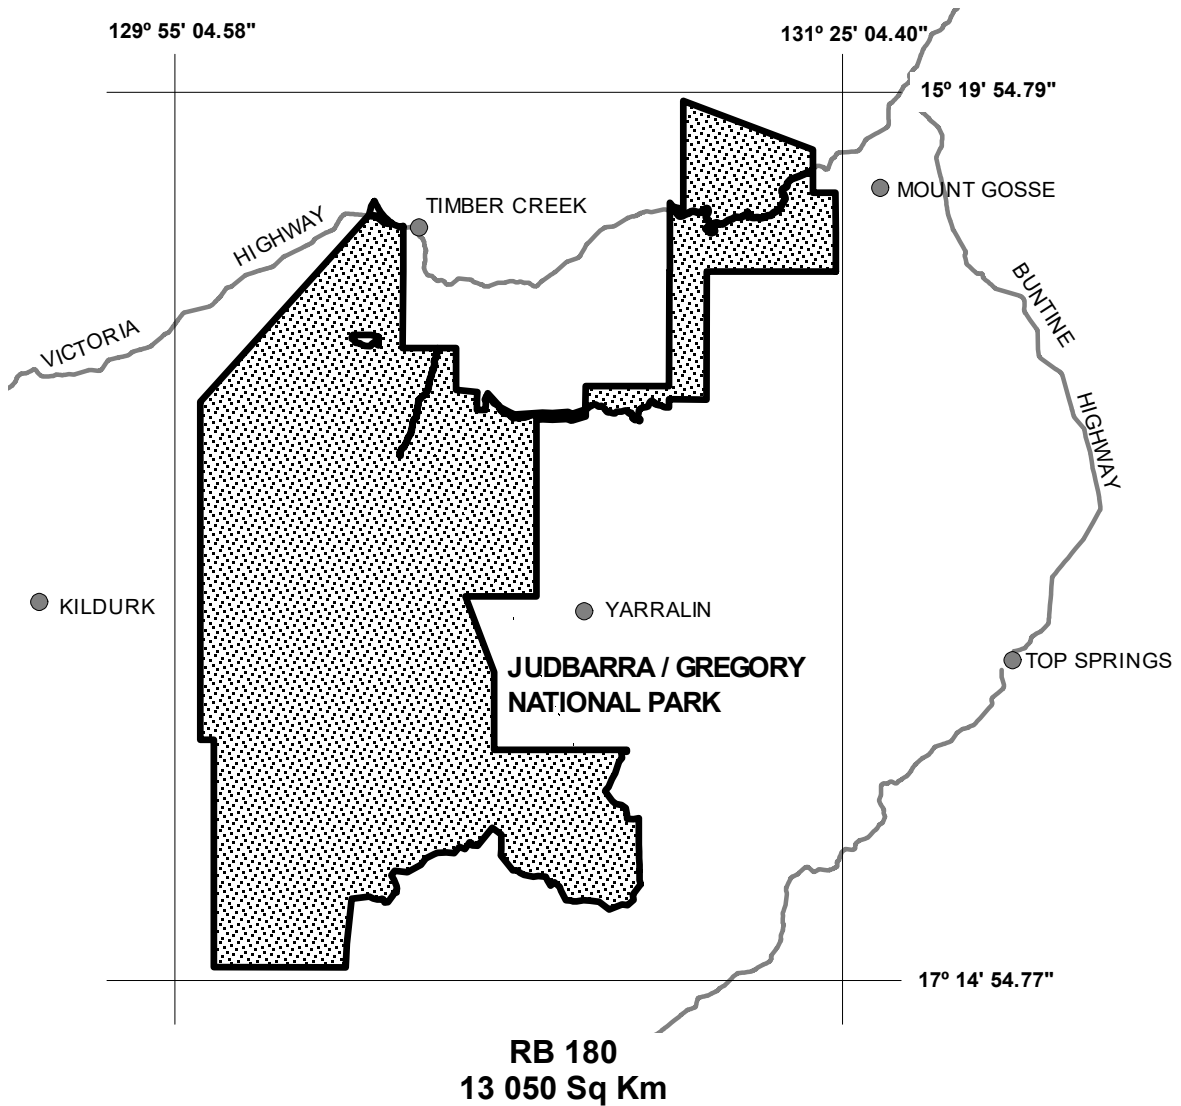 129º 55' 04.58"
131º 25' 04.40"
15º 19' 54.79"
MOUNT GOSSE
TIMBER CREEK
VICTORIA HIGHWAY
BUNTINE HIGHWAY
KILDURK
YARRALIN
JUDBARRA / GREGORY
NATIONAL PARK
TOP SPRINGS
17º 14' 54.77"
RB 180
13 050 Sq Km